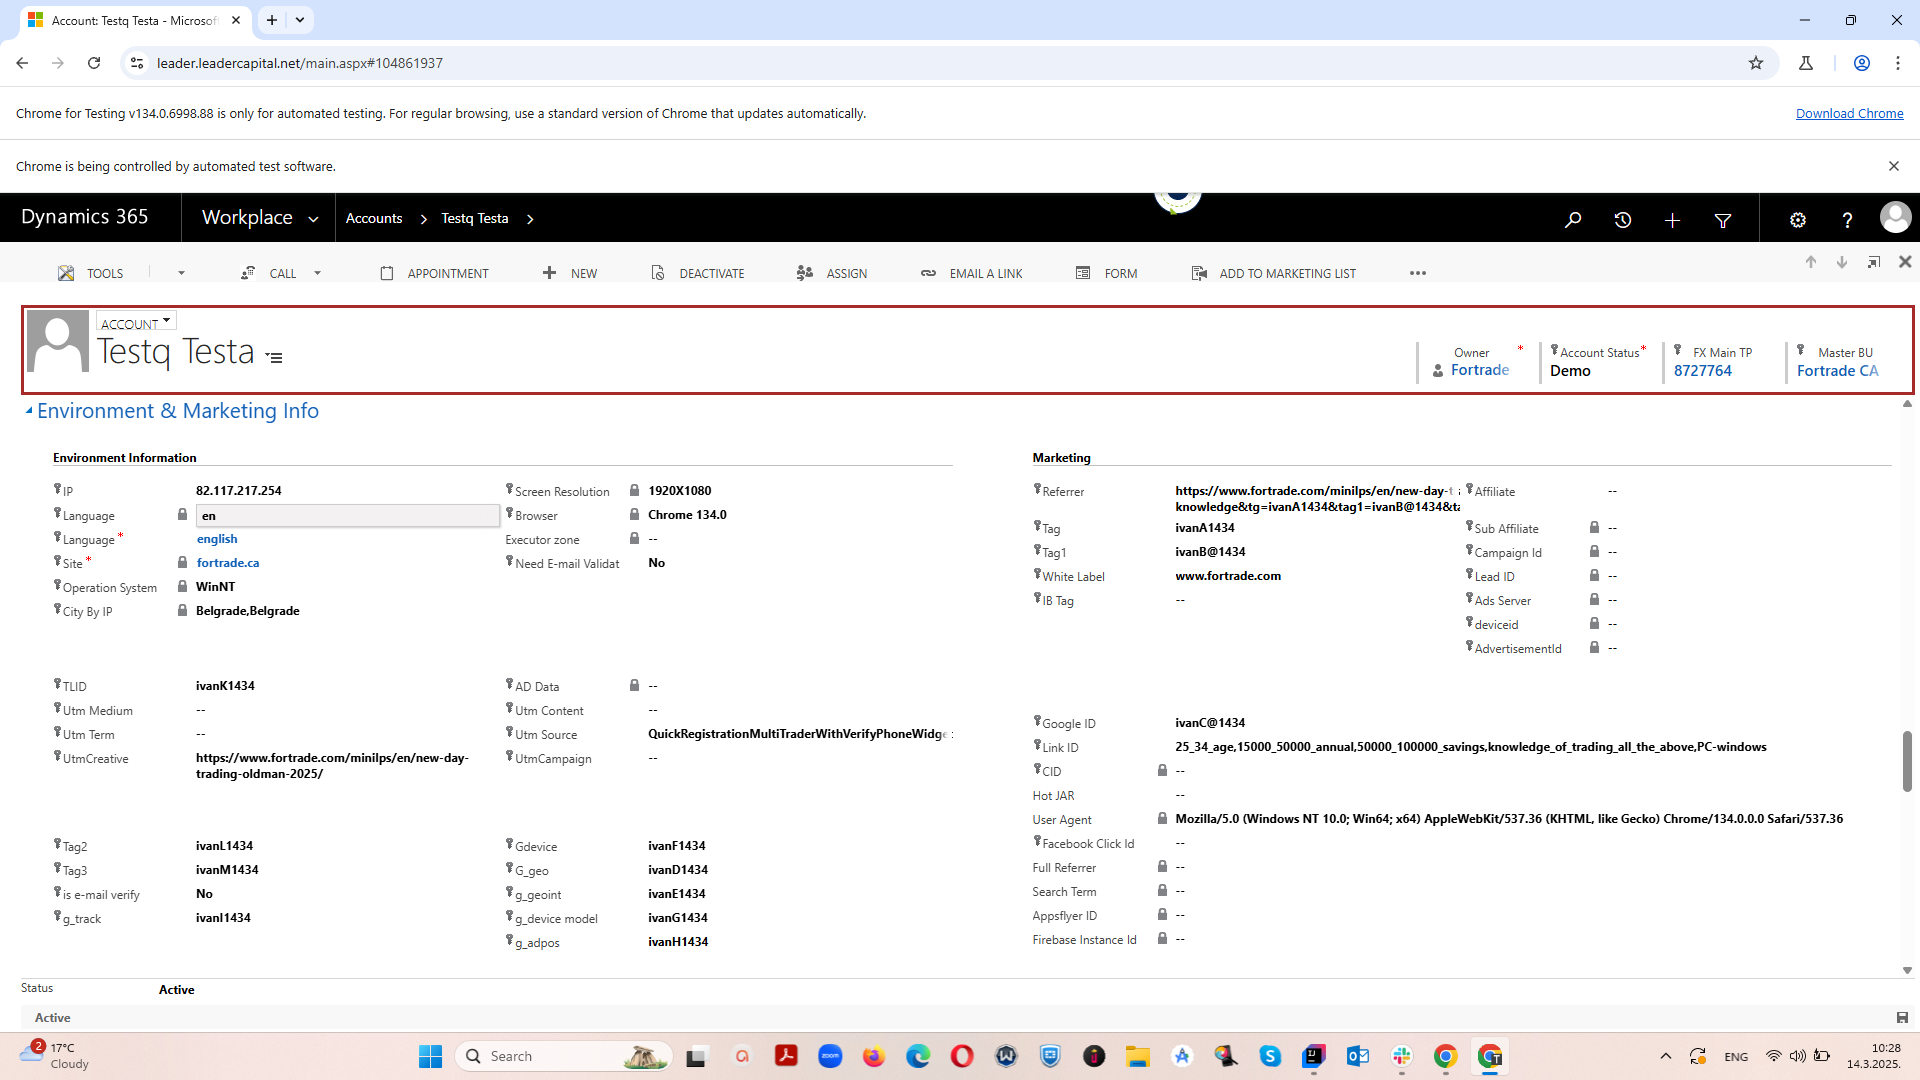 Account: Testq Testa - Microsof
leader.leadercapital.net/main.aspx#104861937
Chrome for Testing v134.0.6998.88 is only for automated testing. For regular browsing, use a standard version of Chrome that updates automatically.
Download Chrome
Chrome is being controlled by automated test software.
Dynamics 365
Workplace
Accounts
Testq Testa
TOOLS
CALL
APPOINTMENT
NEW
DEACTIVATE
ASSIGN
EMAIL A LINK
FORM
ADD TO MARKETING LIST
ACCOUNT
Testq Testa
Owner *
Fortrade
Account Status *
Demo
FX Main TP
8727764
Master BU
Fortrade CA
Environment & Marketing Info
Environment Information
IP 82.117.217.254
Language en
Language * english
Site * fortrade.ca
Operation System WinNT
City By IP Belgrade,Belgrade
Screen Resolution 1920X1080
Browser Chrome 134.0
Executor zone --
Need E-mail Validat No
TLID ivanK1434
Utm Medium --
Utm Term --
UtmCreative https://www.fortrade.com/minilps/en/new-day-
trading-oldman-2025/
AD Data --
Utm Content --
Utm Source QuickRegistrationMultiTraderWithVerifyPhoneWidge
UtmCampaign --
Tag2 ivanL1434
Tag3 ivanM1434
is e-mail verify No
g_track ivanI1434
Gdevice ivanF1434
G_geo ivanD1434
g_geoint ivanE1434
g_device model ivanG1434
g_adpos ivanH1434
Marketing
Referrer https://www.fortrade.com/minilps/en/new-day-t
knowledge&tg=ivanA1434&tag1=ivanB@1434&ta
Tag ivanA1434
Tag1 ivanB@1434
White Label www.fortrade.com
IB Tag --
Affiliate --
Sub Affiliate --
Campaign Id --
Lead ID --
Ads Server --
deviceid --
AdvertisementId --
Google ID ivanC@1434
Link ID 25_34_age,15000_50000_annual,50000_100000_savings,knowledge_of_trading_all_the_above,PC-windows
CID --
Hot JAR --
User Agent Mozilla/5.0 (Windows NT 10.0; Win64; x64) AppleWebKit/537.36 (KHTML, like Gecko) Chrome/134.0.0.0 Safari/537.36
Facebook Click Id --
Full Referrer --
Search Term --
Appsflyer ID --
Firebase Instance Id --
Status Active
Active
2
17°C
Cloudy
Search
zoom
ENG
10:28
14.3.2025.